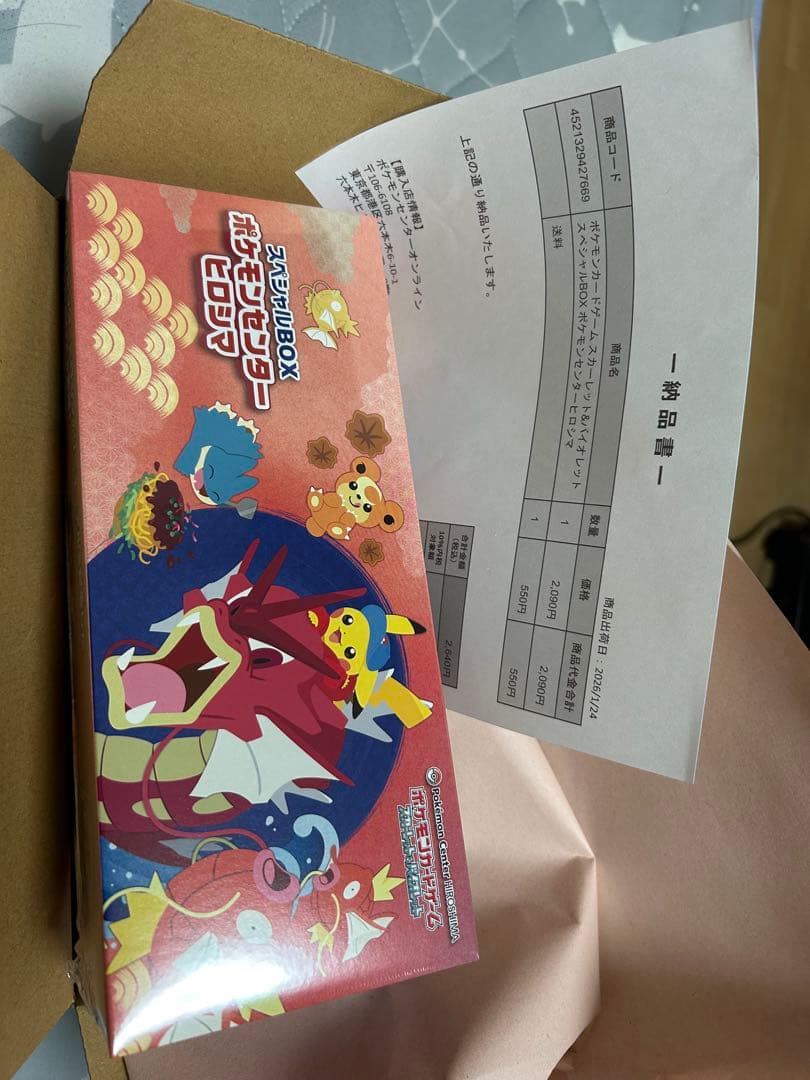 スペシャルBOX
ポケモンセンター
ヒロシマ
Pokémon Center HIROSHIMA
ポケモンカードゲーム
スカーレット&バイオレット
ー納品書ー
商品出荷日：2026/1/24
商品コード 商品名 数量 価格 商品代金合計
4521329427669 ポケモンカードゲーム スカーレット&バイオレット スペシャルBOX ポケモンセンターヒロシマ 1 2,090円 2,090円
送料 1 550円 550円
合計金額(税込) 2,640円
10%内税対象額
上記の通り納品いたします。
【購入店情報】
ポケモンセンターオンライン
〒106-6108
東京都港区六本木6-10-1
六本木ヒ